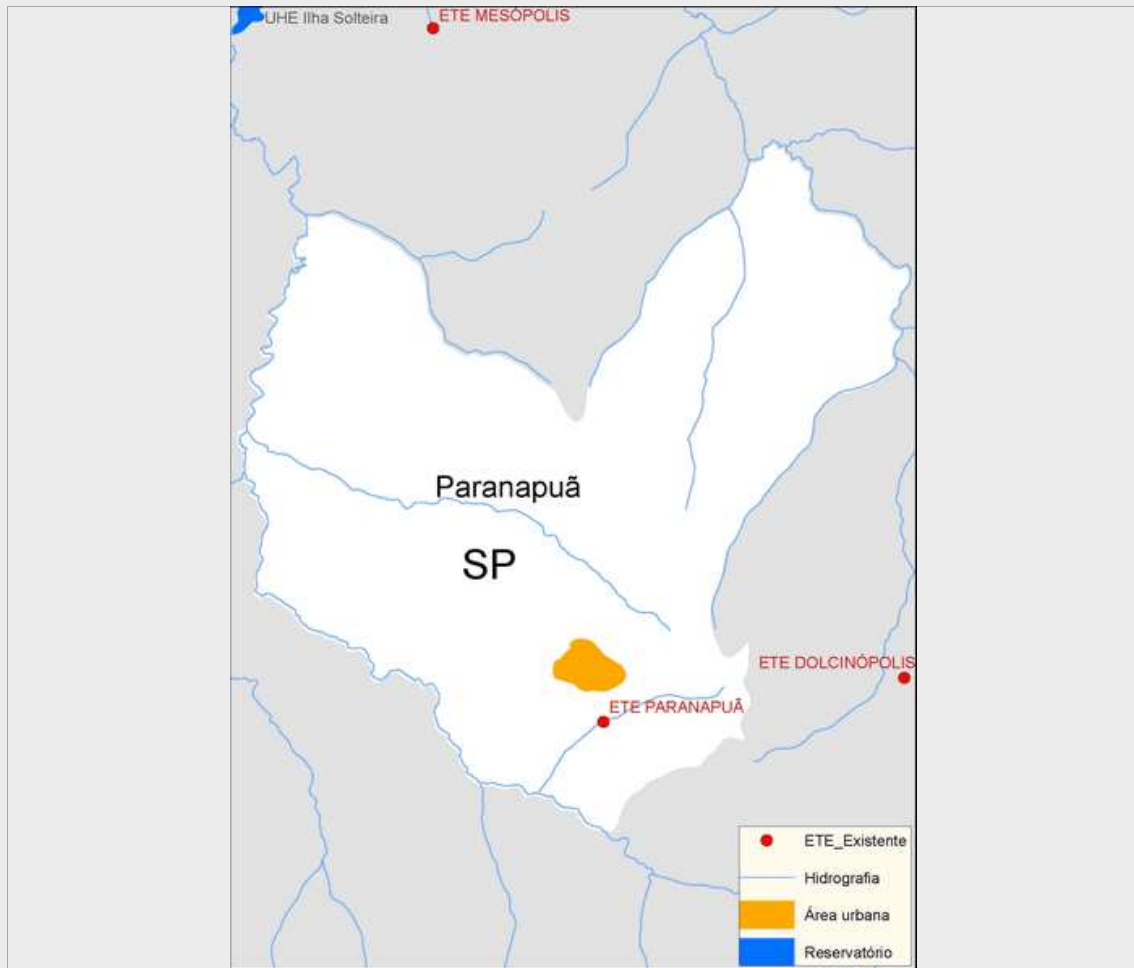 UHE Ilha Solteira
ETE MESÓPOLIS
Paranapuã
SP
ETE DOLCINÓPOLIS
ETE PARANAPUÃ
ETE_Existente
Hidrografia
Área urbana
Reservatório